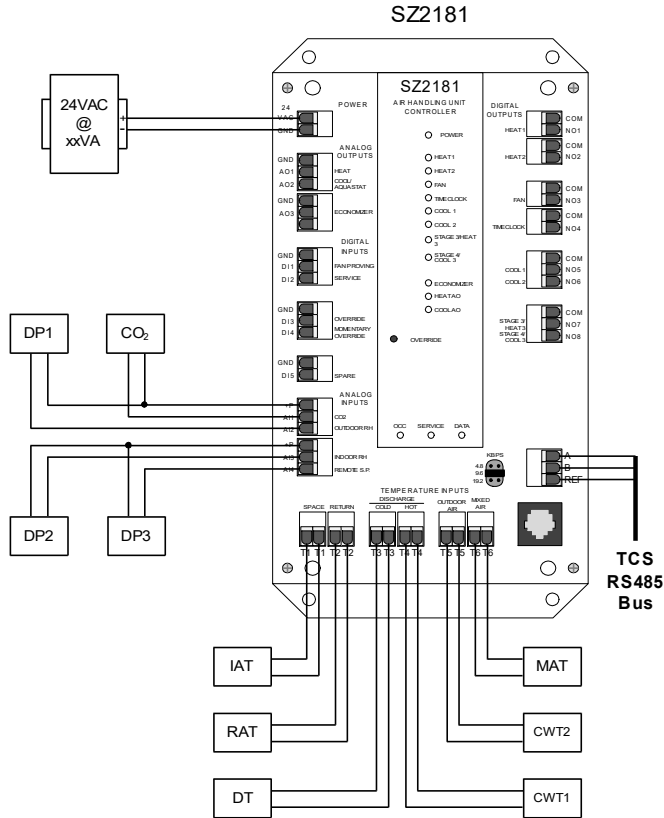 SZ2181
24VAC
@
xxVA
+
-
24
VAC
GND
POWER
ANALOG
OUTPUTS
GND
AO1
HEAT
AO2
COOL/
AQUASTAT
GND
AO3
ECONOMIZER
DIGITAL
INPUTS
GND
DI1
FAN PROVING
DI2
SERVICE
GND
DI3
OVERRIDE
DI4
MOMENTARY
OVERRIDE
GND
DI5
SPARE
ANALOG
INPUTS
+P
AI1
CO2
AI2
OUTDOOR RH
+P
AI3
INDOOR RH
AI4
REMOTE S.P.
SZ2181
AIR HANDLING UNIT
CONTROLLER
POWER
HEAT1
HEAT2
FAN
TIMECLOCK
COOL 1
COOL 2
STAGE 3/HEAT
3
STAGE 4/
COOL 3
ECONOMIZER
HEAT AO
COOL AO
OVERRIDE
OCC
SERVICE
DATA
DIGITAL
OUTPUTS
COM
HEAT1
NO1
COM
HEAT2
NO2
COM
FAN
NO3
COM
TIMECLOCK
NO4
COM
COOL 1
NO5
COOL 2
NO6
COM
STAGE 3/
HEAT3
NO7
STAGE 4/
COOL 3
NO8
KBPS
4.8
9.6
19.2
A
B
REF
TEMPERATURE INPUTS
SPACE
RETURN
DISCHARGE
COLD
HOT
OUTDOOR
AIR
MIXED
AIR
T1 T1
T2 T2
T3 T3
T4 T4
T5 T5
T6 T6
DP1
CO₂
DP2
DP3
TCS
RS485
Bus
IAT
MAT
RAT
CWT2
DT
CWT1